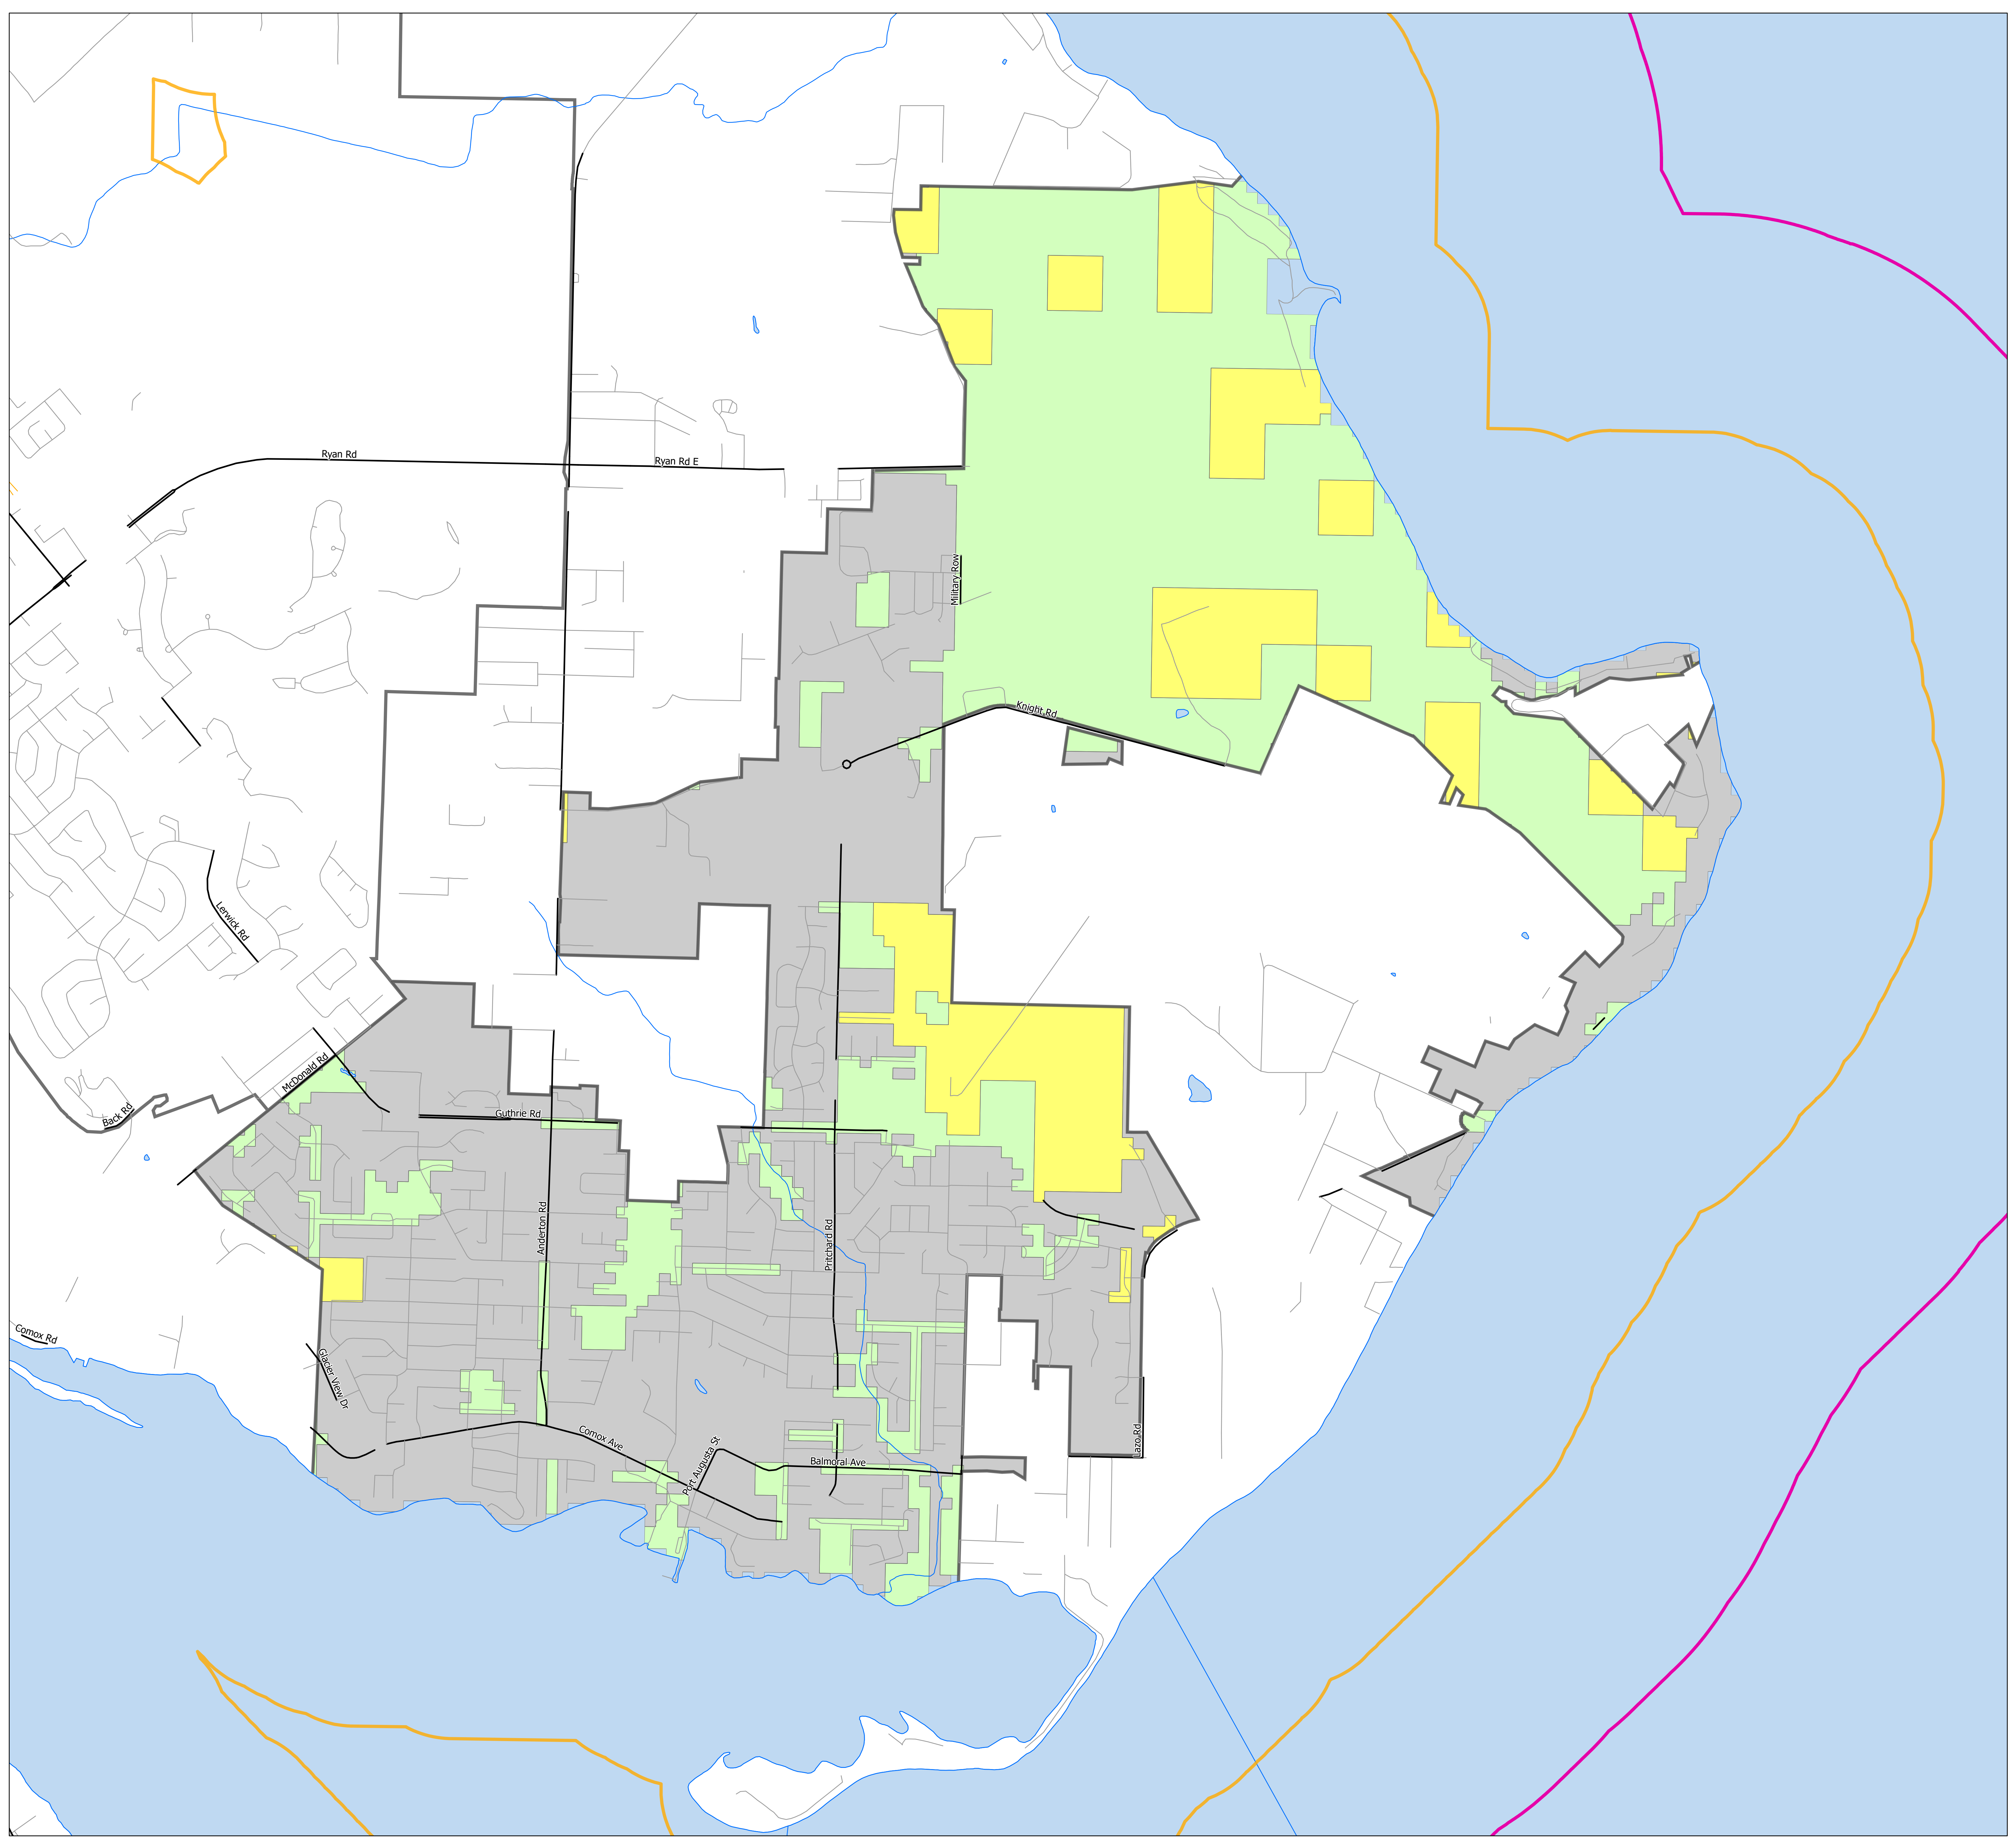 Ryan Rd
Ryan Rd E
Military Row
Knight Rd
Lerwick Rd
McDonald Rd
Back Rd
Guthrie Rd
Anderton Rd
Pritchard Rd
Comox Rd
Glacier View Dr
Comox Ave
Port Augusta St
Balmoral Ave
Lazo Rd